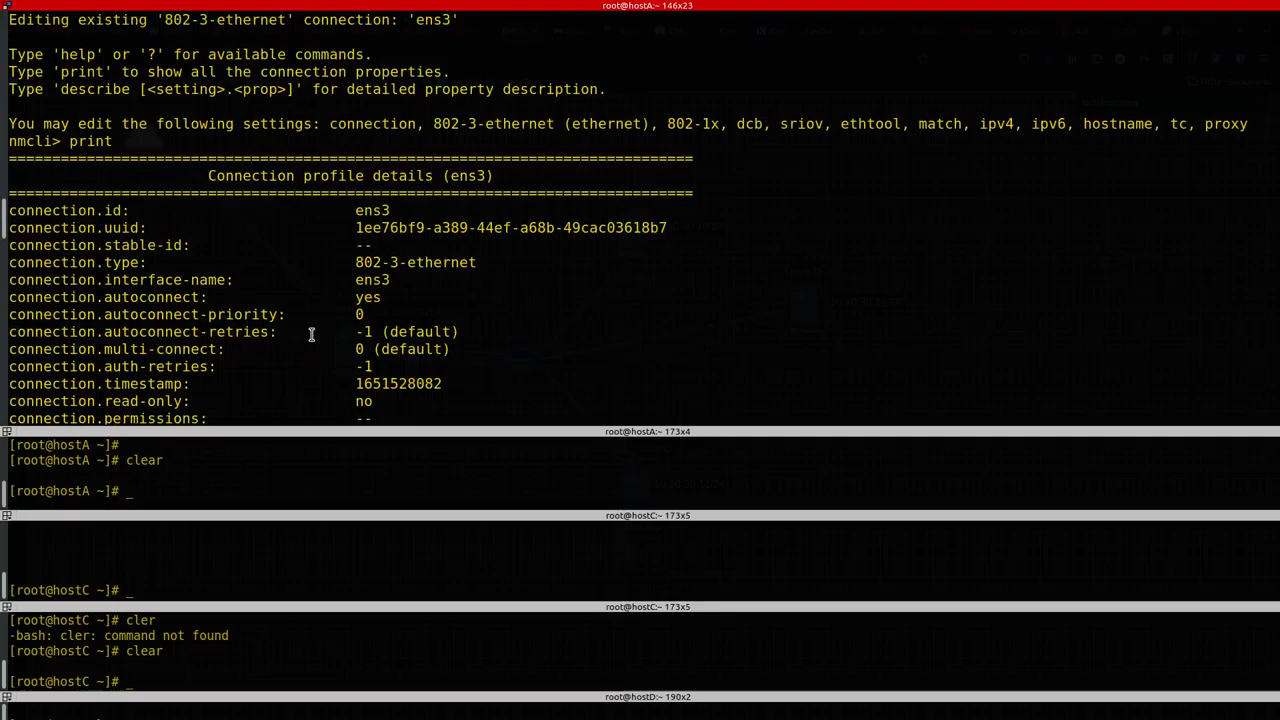 root@hostA:~ 146x23
Editing existing '802-3-ethernet' connection: 'ens3'
Type 'help' or '?' for available commands.
Type 'print' to show all the connection properties.
Type 'describe [<setting>.<prop>]' for detailed property description.
You may edit the following settings: connection, 802-3-ethernet (ethernet), 802-1x, dcb, sriov, ethtool, match, ipv4, ipv6, hostname, tc, proxy
nmcli> print
===============================================================================
Connection profile details (ens3)
===============================================================================
connection.id: ens3
connection.uuid: 1ee76bf9-a389-44ef-a68b-49cac03618b7
connection.stable-id: --
connection.type: 802-3-ethernet
connection.interface-name: ens3
connection.autoconnect: yes
connection.autoconnect-priority: 0
connection.autoconnect-retries: -1 (default)
connection.multi-connect: 0 (default)
connection.auth-retries: -1
connection.timestamp: 1651528082
connection.read-only: no
connection.permissions: --
root@hostA:~ 173x4
[root@hostA ~]#
[root@hostA ~]# clear
[root@hostA ~]# _
root@hostC:~ 173x5
[root@hostC ~]# _
root@hostC:~ 173x5
[root@hostC ~]# cler
-bash: cler: command not found
[root@hostC ~]# clear
[root@hostC ~]# _
root@hostD:~ 190x2